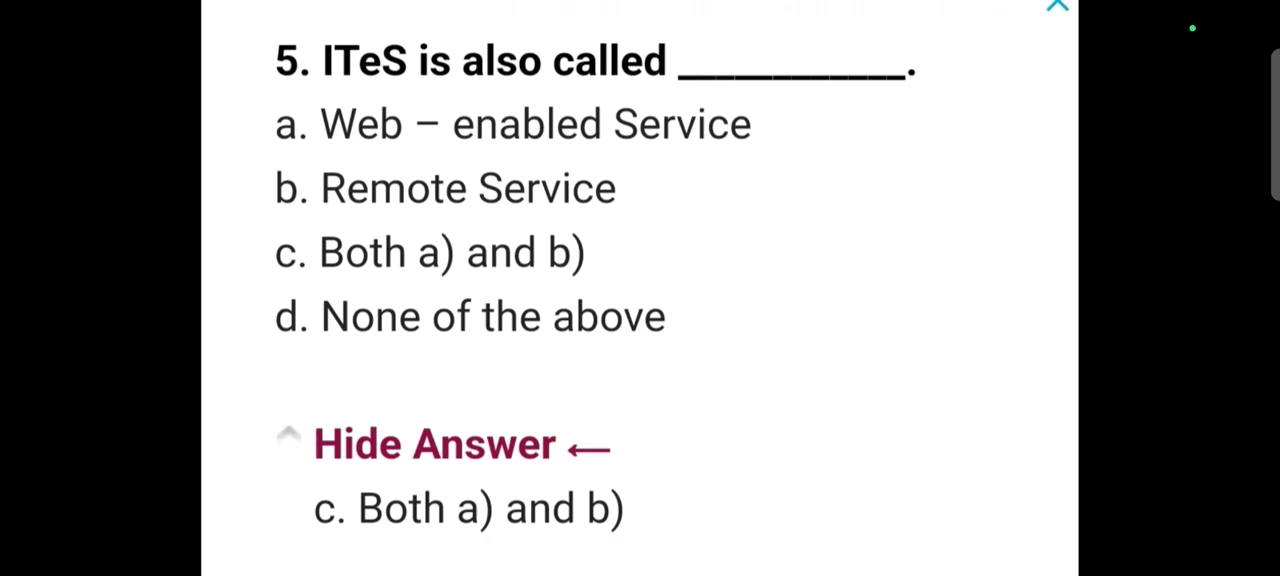 5. ITeS is also called ____________.
a. Web – enabled Service
b. Remote Service
c. Both a) and b)
d. None of the above
Hide Answer ←
c. Both a) and b)